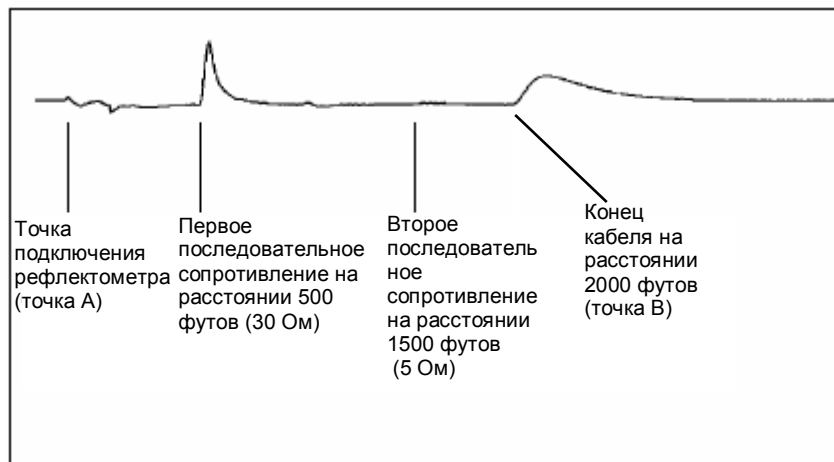 Точка
подключения
рефлектометра
(точка А)
Первое
последовательное
сопротивление на
расстоянии 500
футов (30 Ом)
Второе
последователь
ное
сопротивление
на расстоянии
1500 футов
(5 Ом)
Конец
кабеля на
расстоянии
2000 футов
(точка В)